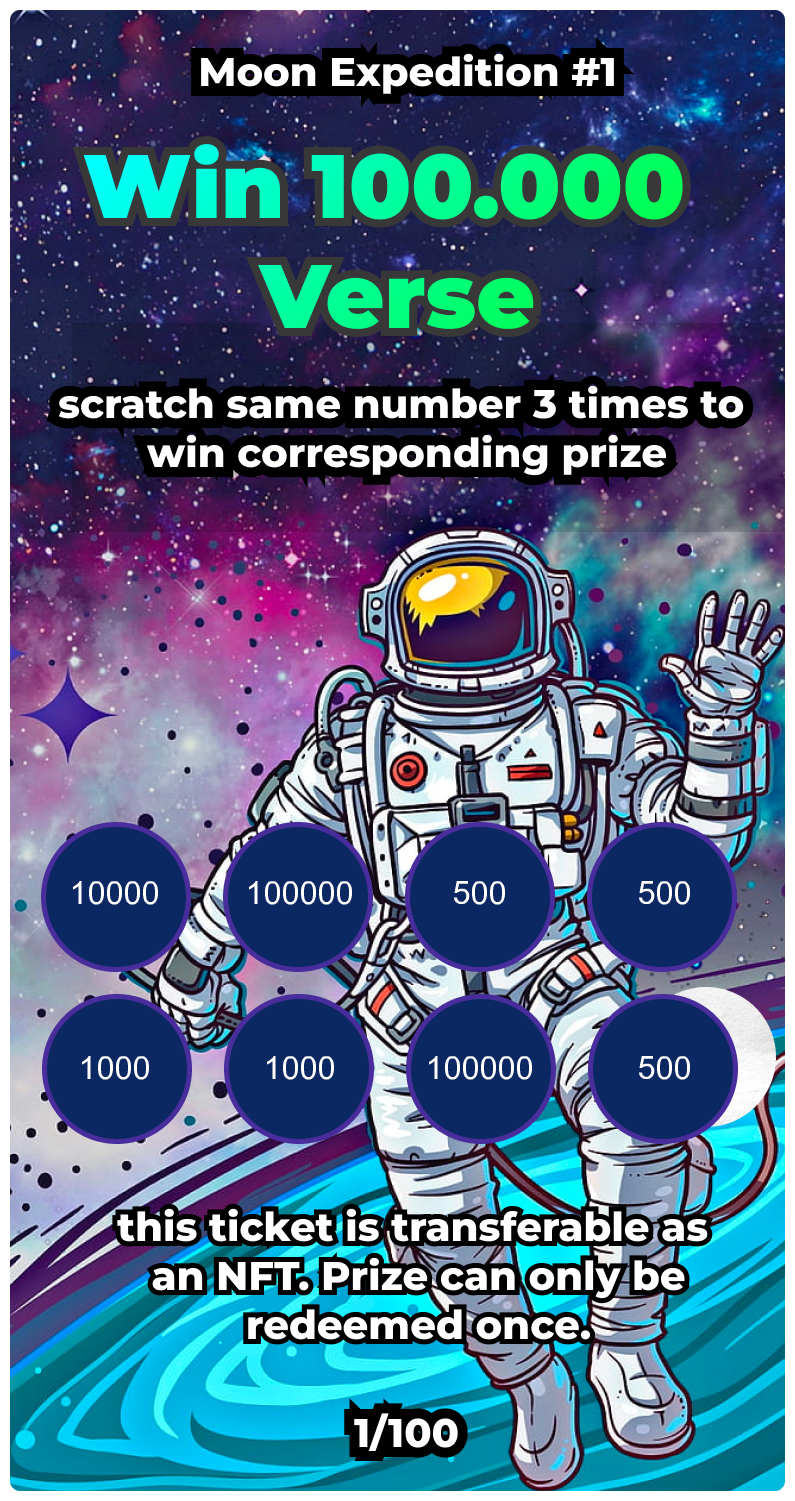 Moon Expedition #1
Win 100.000
Verse
scratch same number 3 times to
win corresponding prize
10000 100000 500 500
1000 1000 100000 500
this ticket is transferable as
an NFT. Prize can only be
redeemed once.
1/100